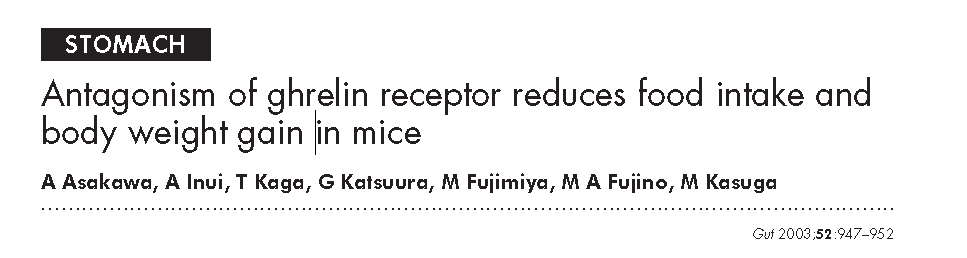 STOMACH
Antagonism of ghrelin receptor reduces food intake and
body weight gain in mice
A Asakawa, A Inui, T Kaga, G Katsuura, M Fujimiya, M A Fujino, M Kasuga
Gut 2003;52:947–952